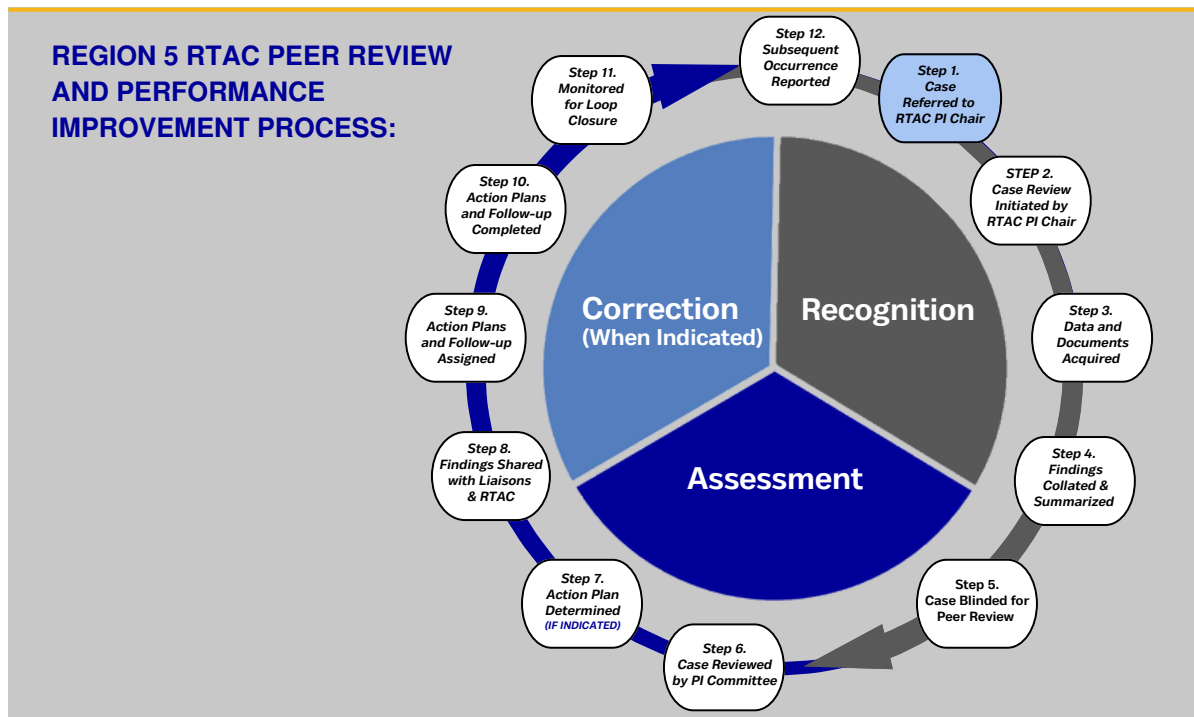 REGION 5 RTAC PEER REVIEW
AND PERFORMANCE
IMPROVEMENT PROCESS:
Step 12.
Subsequent
Occurrence
Reported
Step 1.
Case
Referred to
RTAC PI Chair
STEP 2.
Case Review
Initiated by
RTAC PI Chair
Step 3.
Data and
Documents
Acquired
Step 4.
Findings
Collated &
Summarized
Step 5.
Case Blinded for
Peer Review
Step 6.
Case Reviewed
by PI Committee
Step 7.
Action Plan
Determined
(IF INDICATED)
Step 8.
Findings Shared
with Liaisons
& RTAC
Step 9.
Action Plans
and Follow-up
Assigned
Step 10.
Action Plans
and Follow-up
Completed
Step 11.
Monitored
for Loop
Closure
Correction
(When Indicated)
Recognition
Assessment